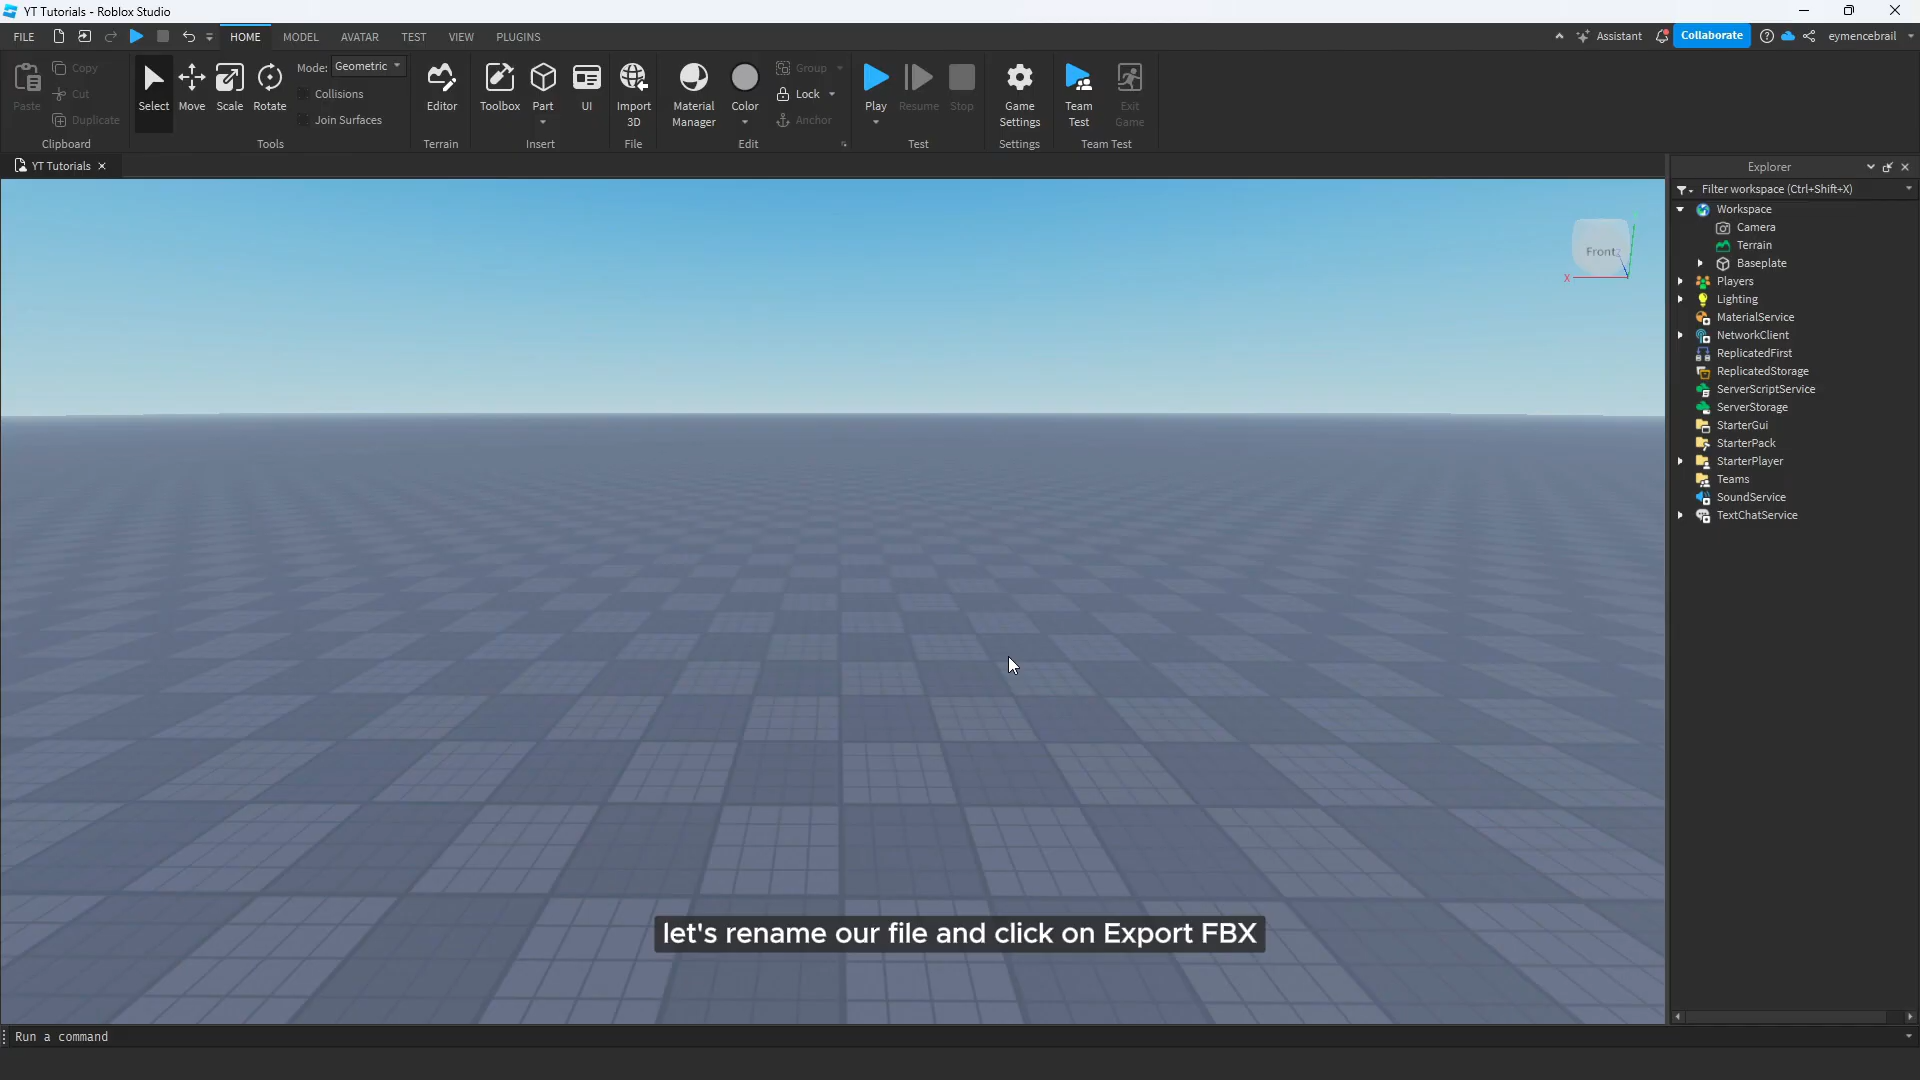 YT Tutorials - Roblox Studio
FILE
HOME
MODEL
AVATAR
TEST
VIEW
PLUGINS
Assistant
Collaborate
eymencebrail
Paste
Copy
Cut
Duplicate
Clipboard
Select
Move
Scale
Rotate
Mode: Geometric
Collisions
Join Surfaces
Tools
Editor
Terrain
Toolbox
Part
UI
Insert
Import
3D
File
Material
Manager
Color
Group
Lock
Anchor
Edit
Play
Resume
Stop
Test
Game
Settings
Settings
Team
Test
Exit
Game
Team Test
YT Tutorials
Front
X
Z
Explorer
Filter workspace (Ctrl+Shift+X)
Workspace
Camera
Terrain
Baseplate
Players
Lighting
MaterialService
NetworkClient
ReplicatedFirst
ReplicatedStorage
ServerScriptService
ServerStorage
StarterGui
StarterPack
StarterPlayer
Teams
SoundService
TextChatService
let's rename our file and click on Export FBX
Run a command